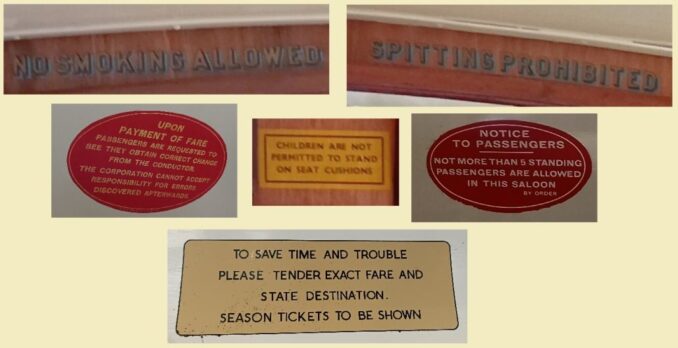 NO SMOKING ALLOWED
SPITTING PROHIBITED
UPON
PAYMENT OF FARE
PASSENGERS ARE REQUESTED TO
SEE THEY OBTAIN CORRECT CHANGE
FROM THE CONDUCTOR.
THE CORPORATION CANNOT ACCEPT
RESPONSIBILITY FOR ERRORS
DISCOVERED AFTERWARDS
CHILDREN ARE NOT
PERMITTED TO STAND
ON SEAT CUSHIONS
NOTICE
TO PASSENGERS
NOT MORE THAN 5 STANDING
PASSENGERS ARE ALLOWED
IN THIS SALOON
BY ORDER
TO SAVE TIME AND TROUBLE
PLEASE TENDER EXACT FARE AND
STATE DESTINATION.
SEASON TICKETS TO BE SHOWN